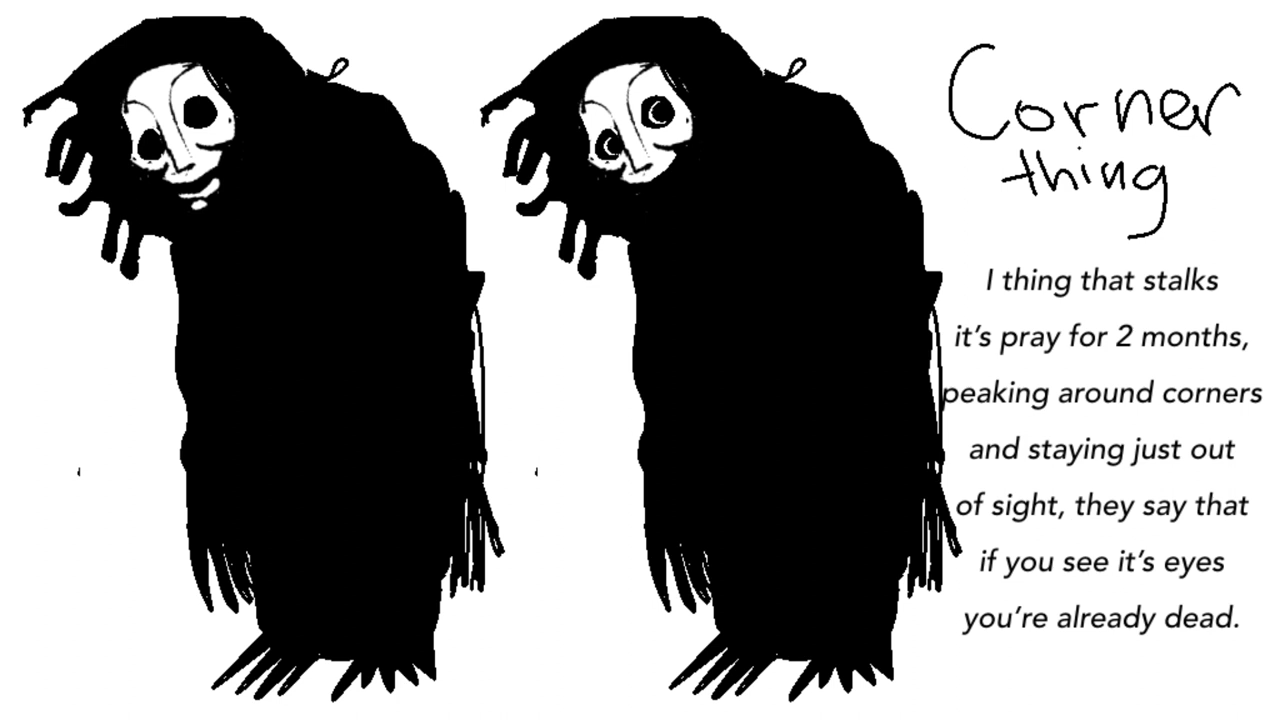 Corner
thing
I thing that stalks
it's pray for 2 months,
peaking around corners
and staying just out
of sight, they say that
if you see it's eyes
you're already dead.